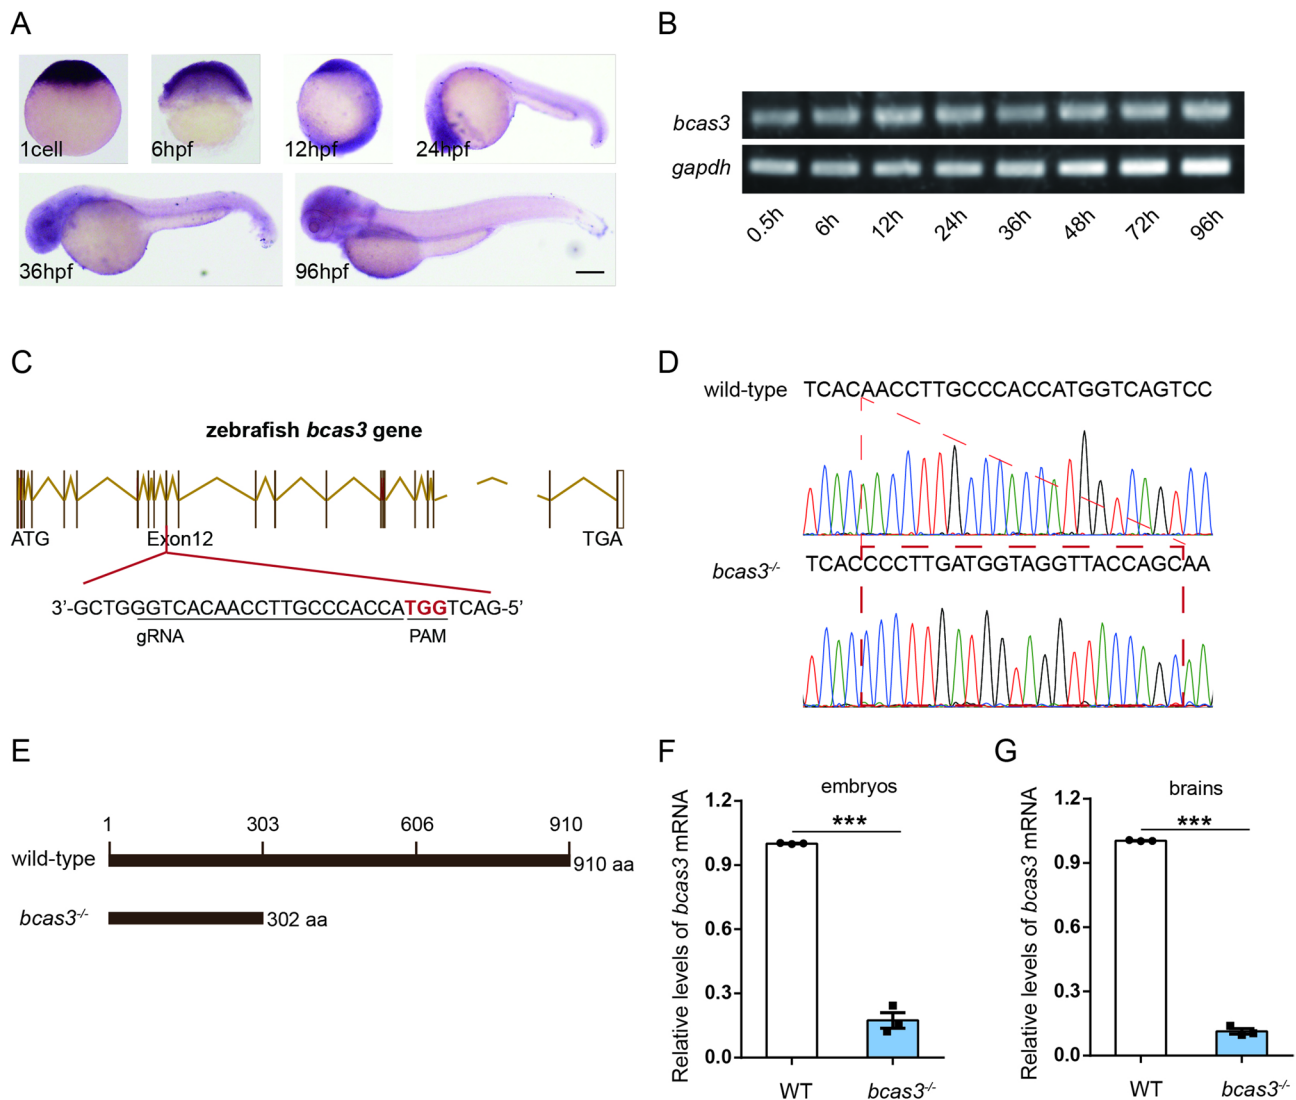 A
1cell
6hpf
12hpf
24hpf
36hpf
96hpf
B
bcas3
gapdh
0.5h
6h
12h
24h
36h
48h
72h
96h
C
zebrafish bcas3 gene
ATG
Exon12
TGA
3’-GCTGGGTCACAACCTTGCCCACCATGGTCAG-5’
gRNA
PAM
D
wild-type
TCACAACCTTGCCCACCATGGTCAGTCC
bcas3-/-
TCACCCCCTTGATGGTAGGTTACCAGCAA
E
1
303
606
910
wild-type
910 aa
bcas3-/-
302 aa
F
embryos
***
Relative levels of bcas3 mRNA
1.2
0.9
0.6
0.3
0.0
WT
bcas3-/-
G
brains
***
Relative levels of bcas3 mRNA
1.2
0.9
0.6
0.3
0.0
WT
bcas3-/-